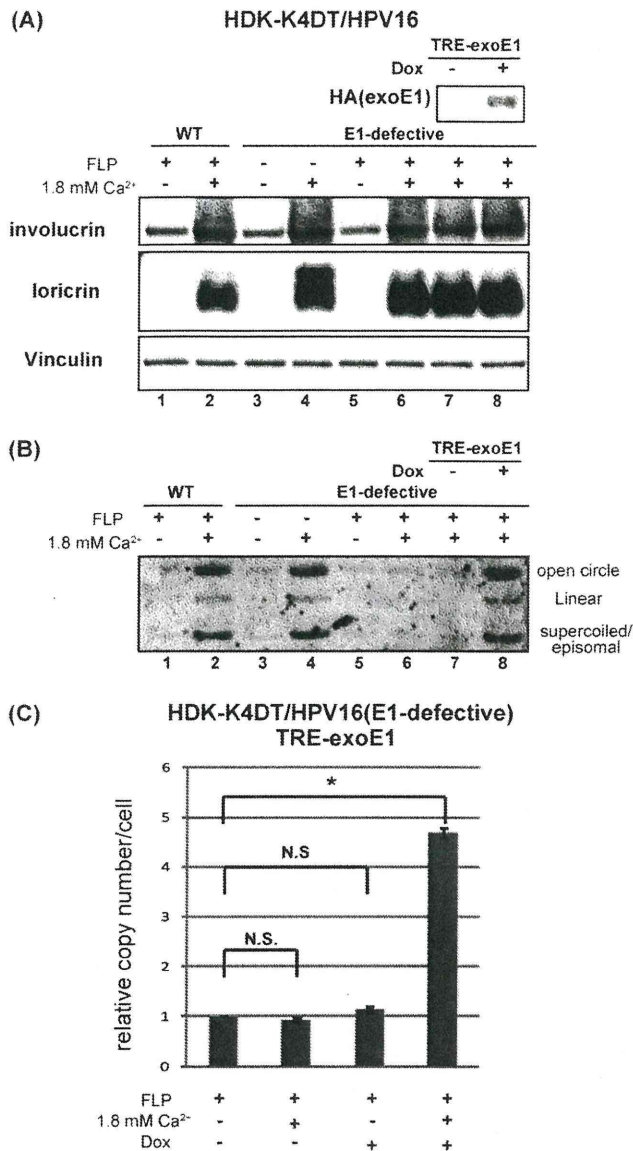 (A)
HDK-K4DT/HPV16
TRE-exoE1
Dox - +
HA(exoE1)
WT E1-defective
FLP + + - - + + + +
1.8 mM Ca²⁺ - + - + - + + +
involucrin
loricrin
Vinculin
1 2 3 4 5 6 7 8
(B)
TRE-exoE1
Dox - +
WT E1-defective
FLP + + - - + + + +
1.8 mM Ca²⁺ - + - + - + + +
open circle
Linear
supercoiled/
episomal
1 2 3 4 5 6 7 8
(C)
HDK-K4DT/HPV16(E1-defective)
TRE-exoE1
relative copy number/cell
6
5
4
3
2
1
0
*
N.S
N.S.
FLP + + + +
1.8 mM Ca²⁺ - + - +
Dox - - + +